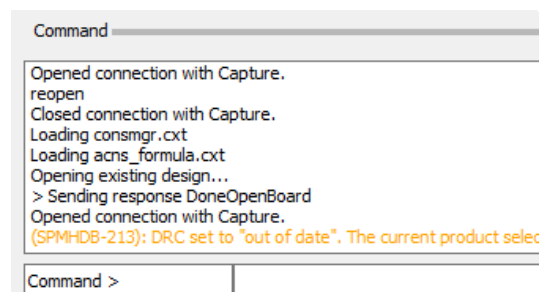 Command
Opened connection with Capture.
reopen
Closed connection with Capture.
Loading consmgr.cxt
Loading acns_formula.cxt
Opening existing design...
> Sending response DoneOpenBoard
Opened connection with Capture.
(SPMHDB-213): DRC set to "out of date". The current product selec
Command >